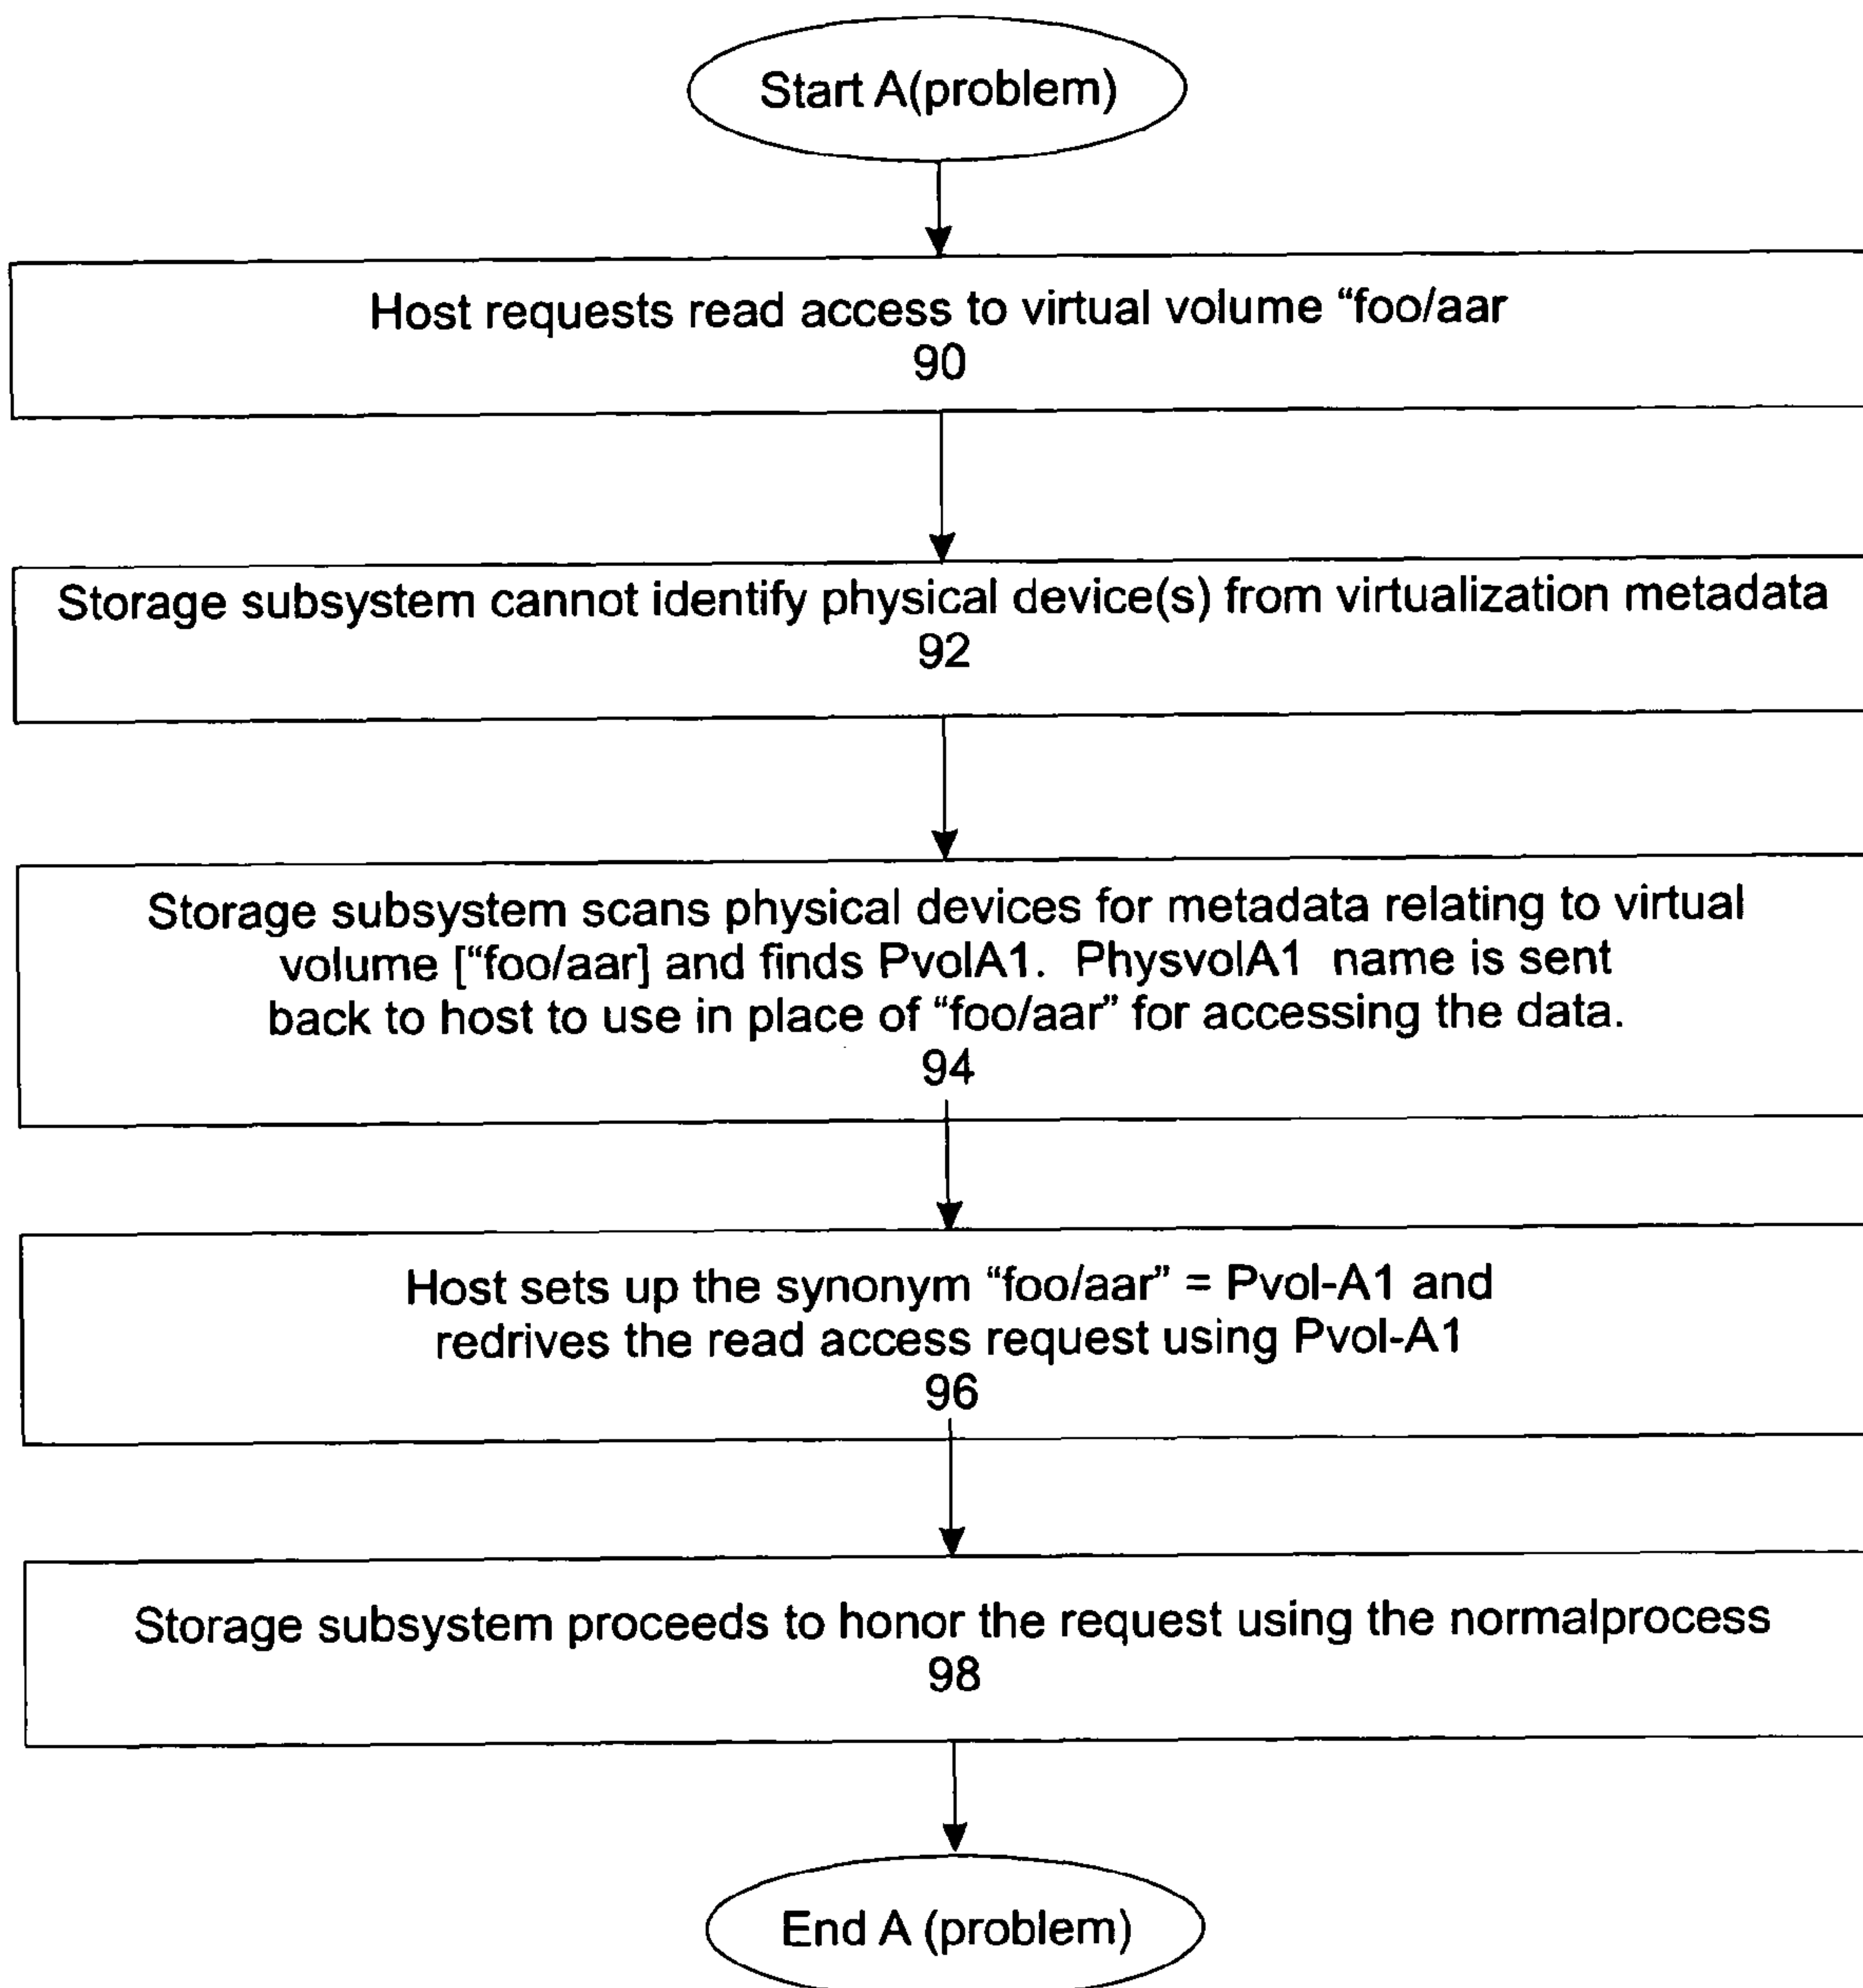 Start A(problem)
Host requests read access to virtual volume “foo/aar
90
Storage subsystem cannot identify physical device(s) from virtualization metadata
92
Storage subsystem scans physical devices for metadata relating to virtual
volume [“foo/aar] and finds PvolA1. PhysvolA1 name is sent
back to host to use in place of “foo/aar” for accessing the data.
94
Host sets up the synonym “foo/aar” = Pvol-A1 and
redrives the read access request using Pvol-A1
96
Storage subsystem proceeds to honor the request using the normalprocess
98
End A (problem)